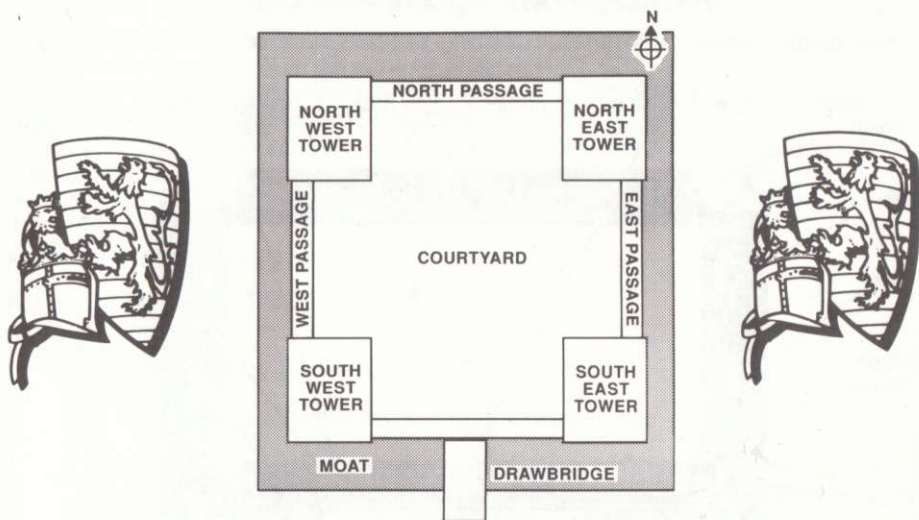 N
NORTH PASSAGE
NORTH
WEST
TOWER
NORTH
EAST
TOWER
WEST PASSAGE
COURTYARD
EAST PASSAGE
SOUTH
WEST
TOWER
SOUTH
EAST
TOWER
MOAT
DRAWBRIDGE